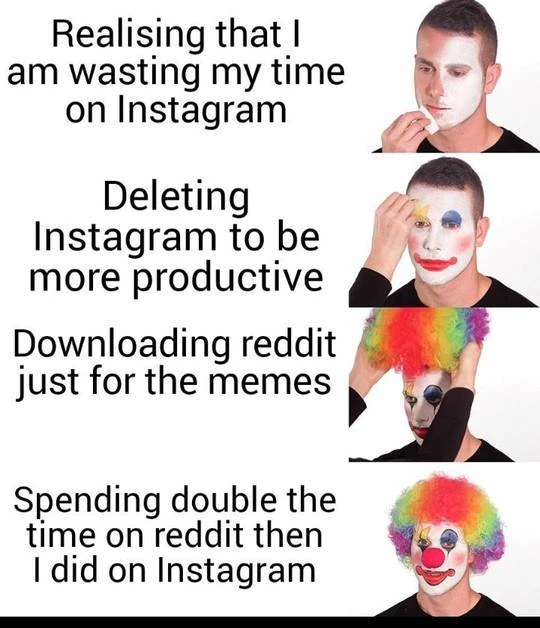 Realising that I
am wasting my time
on Instagram
Deleting
Instagram to be
more productive
Downloading reddit
just for the memes
Spending double the
time on reddit then
I did on Instagram